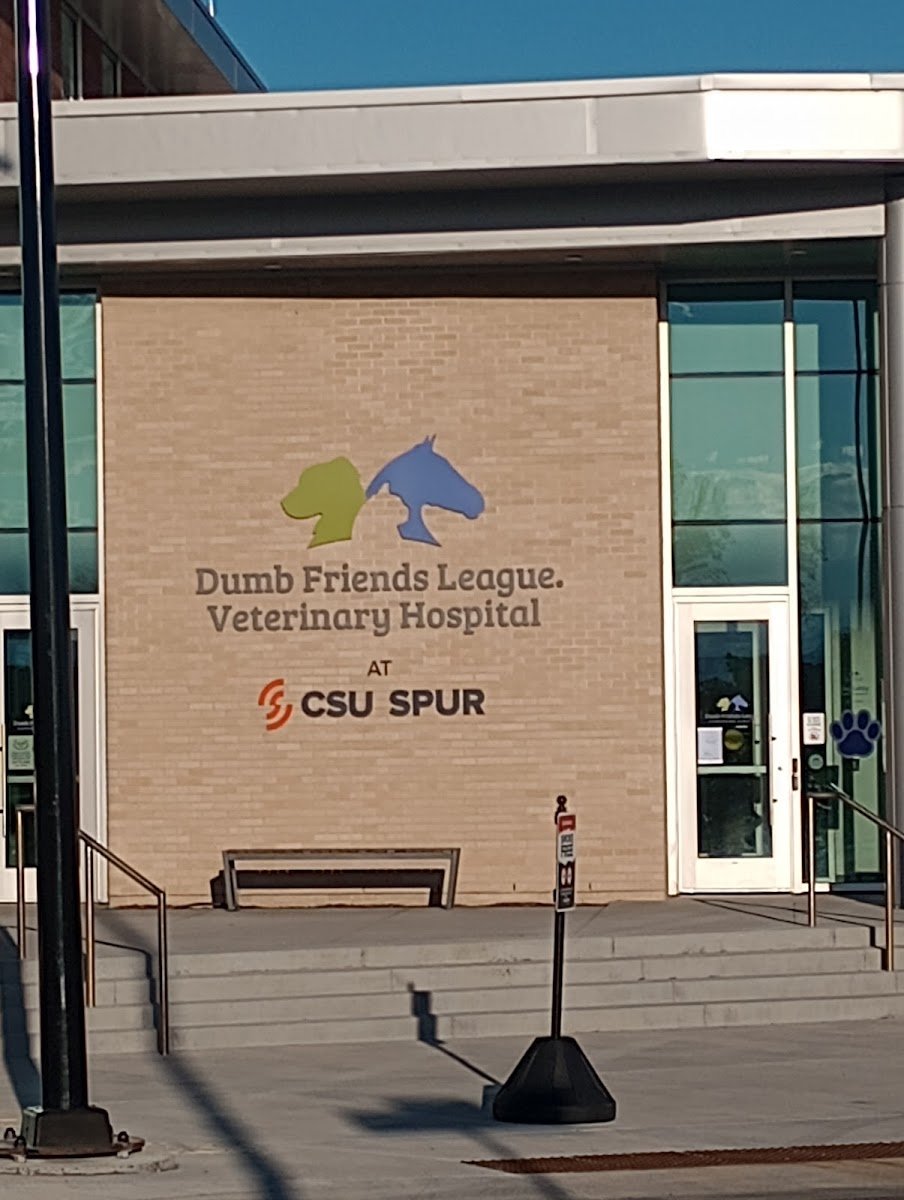 Dumb Friends League.
Veterinary Hospital
AT
CSU SPUR